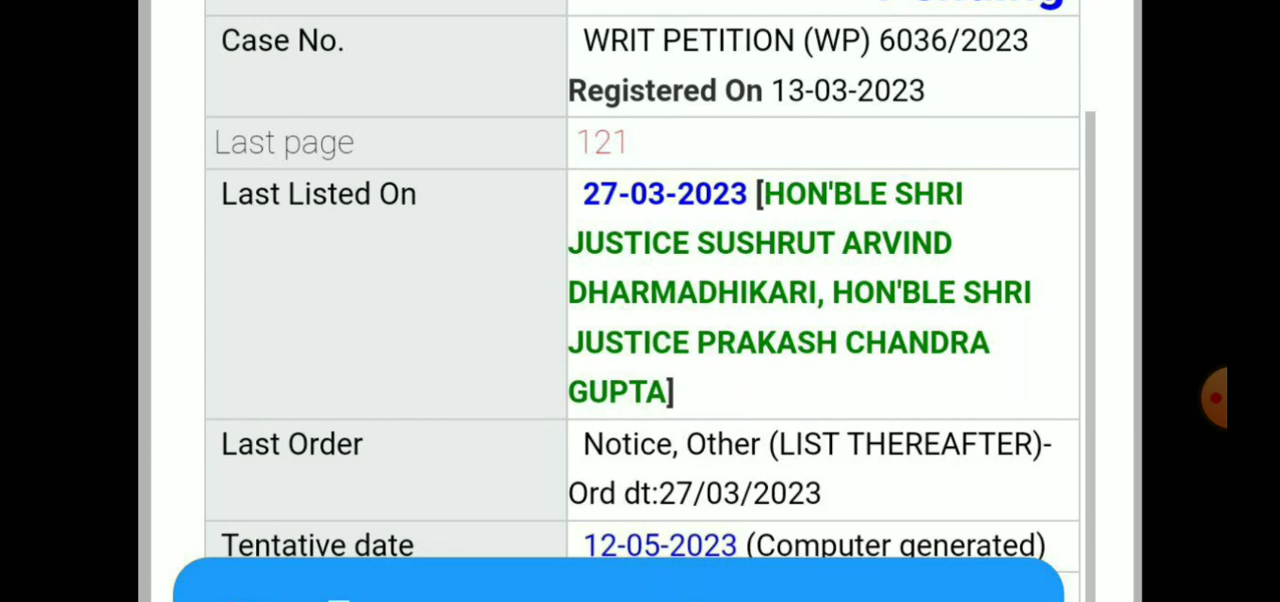 Pending
Case No.
WRIT PETITION (WP) 6036/2023
Registered On 13-03-2023
Last page
121
Last Listed On
27-03-2023 [HON'BLE SHRI
JUSTICE SUSHRUT ARVIND
DHARMADHIKARI, HON'BLE SHRI
JUSTICE PRAKASH CHANDRA
GUPTA]
Last Order
Notice, Other (LIST THEREAFTER)-
Ord dt:27/03/2023
Tentative date
12-05-2023 (Computer generated)